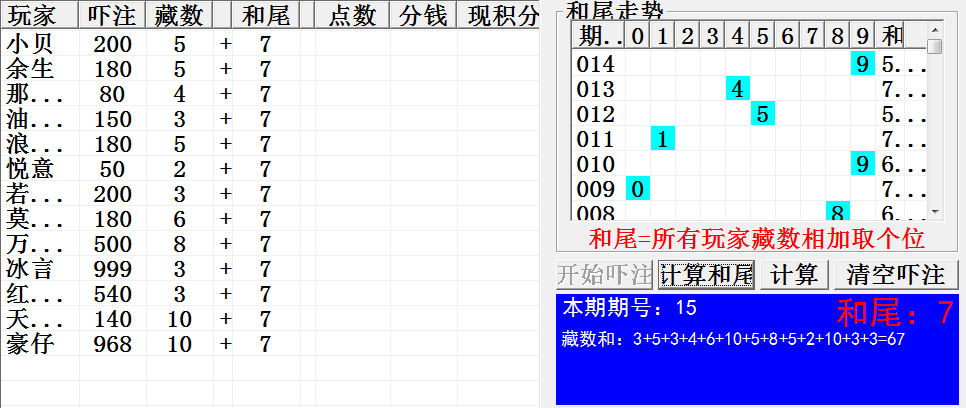 玩家 吓注 藏数 和尾 点数 分钱 现积分
小贝 200 5 + 7
余生 180 5 + 7
那... 80 4 + 7
油... 150 3 + 7
浪... 180 5 + 7
悦意 50 2 + 7
若... 200 3 + 7
莫... 180 6 + 7
万... 500 8 + 7
冰言 999 3 + 7
红... 540 3 + 7
天... 140 10 + 7
豪仔 968 10 + 7
和尾走势
期.. 0 1 2 3 4 5 6 7 8 9 和
014 9 5...
013 4 7...
012 5 5...
011 1 7...
010 9 6...
009 0 7...
008 8 6...
和尾=所有玩家藏数相加取个位
开始吓注 计算和尾 计算 清空吓注
本期期号：15 和尾：7
藏数和：3+5+3+4+6+10+5+8+5+2+10+3+3=67